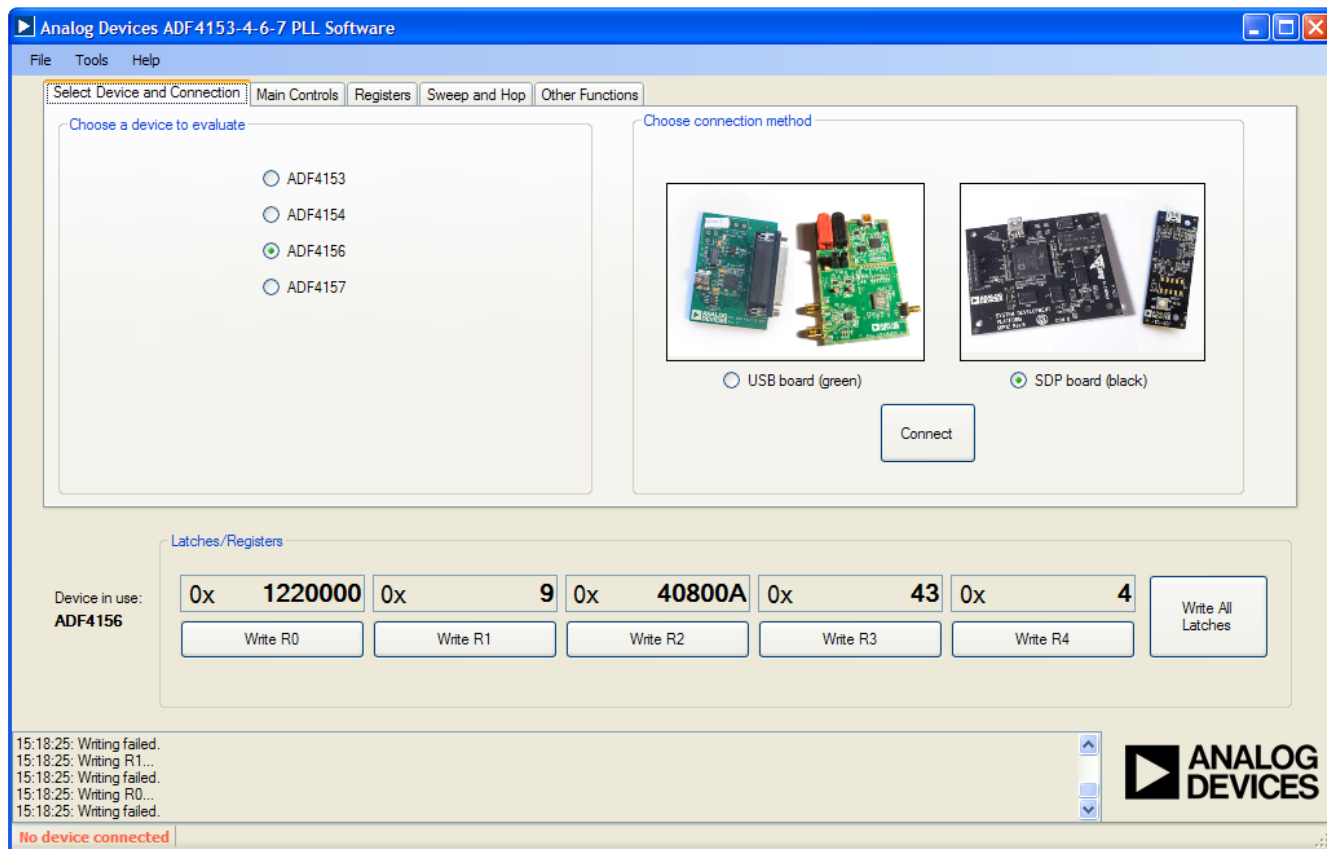 Analog Devices ADF4153-4-6-7 PLL Software
File Tools Help
Select Device and Connection Main Controls Registers Sweep and Hop Other Functions
Choose a device to evaluate
ADF4153
ADF4154
ADF4156
ADF4157
Choose connection method
ANALOG DEVICES
SYSTEM DEVELOPMENT
PLATFORM
USB board (green)
SDP board (black)
Connect
Latches/Registers
Device in use:
ADF4156
0x 1220000 0x 9 0x 40800A 0x 43 0x 4
Write R0 Write R1 Write R2 Write R3 Write R4
Write All
Latches
15:18:25: Writing failed.
15:18:25: Writing R1...
15:18:25: Writing failed.
15:18:25: Writing R0...
15:18:25: Writing failed.
ANALOG
DEVICES
No device connected